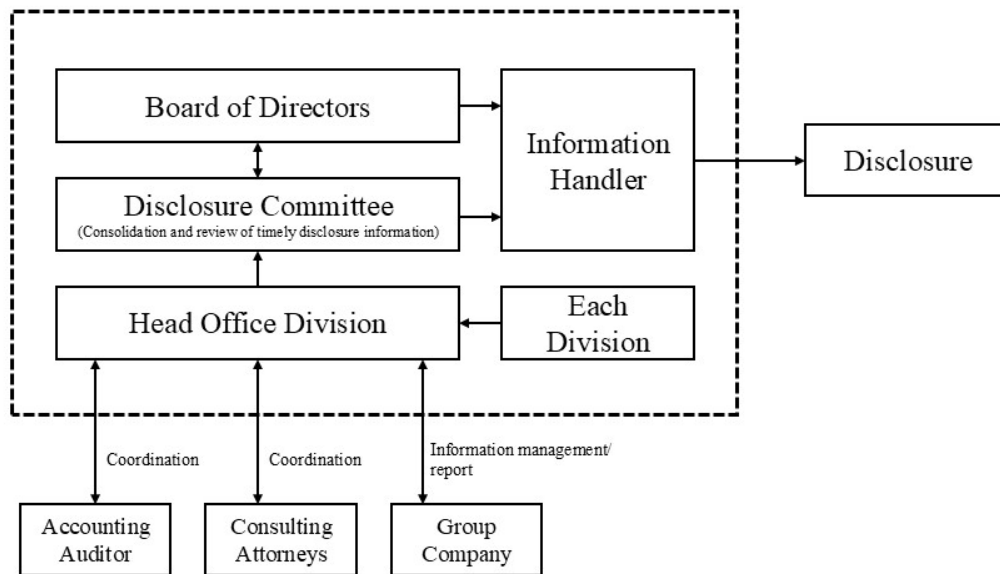 Board of Directors
Information
Handler
Disclosure
Disclosure Committee
(Consolidation and review of timely disclosure information)
Head Office Division
Each
Division
Coordination
Coordination
Information management/
report
Accounting
Auditor
Consulting
Attorneys
Group
Company